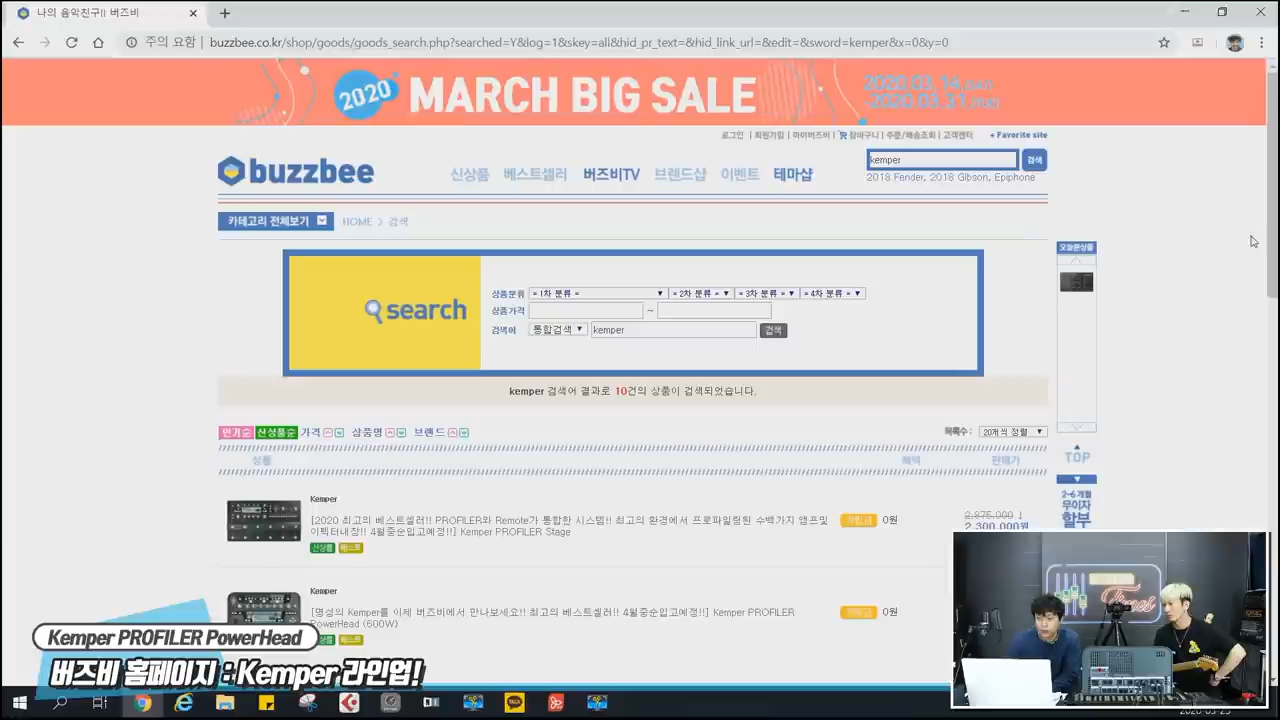 나의 음악친구!! 버즈비
주의 요함 | buzzbee.co.kr/shop/goods/goods_search.php?searched=Y&log=1&skey=all&hid_pr_text=&hid_link_url=&edit=&sword=kemper&x=0&y=0
2020 MARCH BIG SALE 2020.03.14.(SAT) ~2020.03.31.(TUE)
로그인 | 회원가입 | 마이버즈비 | 장바구니 | 주문/배송조회 | 고객센터 + Favorite site
buzzbee 신상품 베스트셀러 버즈비TV 브랜드샵 이벤트 테마샵 kemper 검색
2018 Fender, 2018 Gibson, Epiphone
카테고리 전체보기 HOME > 검색
오늘본상품
search
상품분류 = 1차 분류 = = 2차 분류 = = 3차 분류 = = 4차 분류 =
상품가격 ~
검색어 통합검색 kemper 검색
kemper 검색어 결과로 10건의 상품이 검색되었습니다.
인기순 신상품순 가격 상품명 브랜드 목록수 : 20개씩 정렬
상품 혜택 판매가
TOP
2-6개월
무이자
할부
Kemper
[2020 최고의 베스트셀러!! PROFILER와 Remote가 통합한 시스템!! 최고의 환경에서 프로파일링된 수백가지 앰프및
이펙터내장!! 4월중순입고예정!!] Kemper PROFILER Stage
적립금 0원
2,875,000 ↓
2,300,000원
신상품 베스트
Kemper
[명성의 Kemper를 이제 버즈비에서 만나보세요!! 최고의 베스트셀러!! 4월중순입고예정!!] Kemper PROFILER
PowerHead (600W)
0원
베스트
Kemper PROFILER PowerHead
버즈비 홈페이지 : Kemper 라인업!
Times
TALK